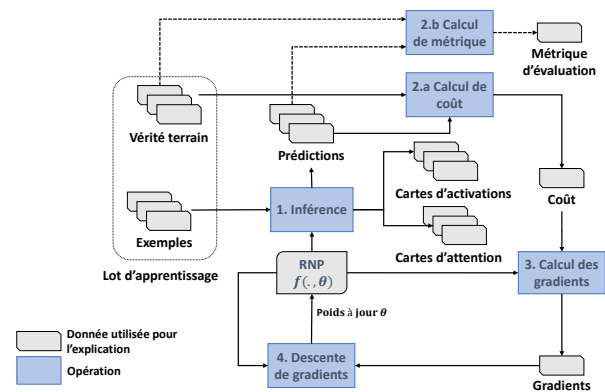 2.b Calcul
de métrique
Métrique
d'évaluation
2.a Calcul de
coût
Vérité terrain
Prédictions
Cartes d'activations
Coût
1. Inférence
Exemples
Cartes d'attention
Lot d'apprentissage
RNP
f(. , θ)
3. Calcul des
gradients
Poids à jour θ
Donnée utilisée pour
l'explication
Opération
4. Descente
de gradients
Gradients